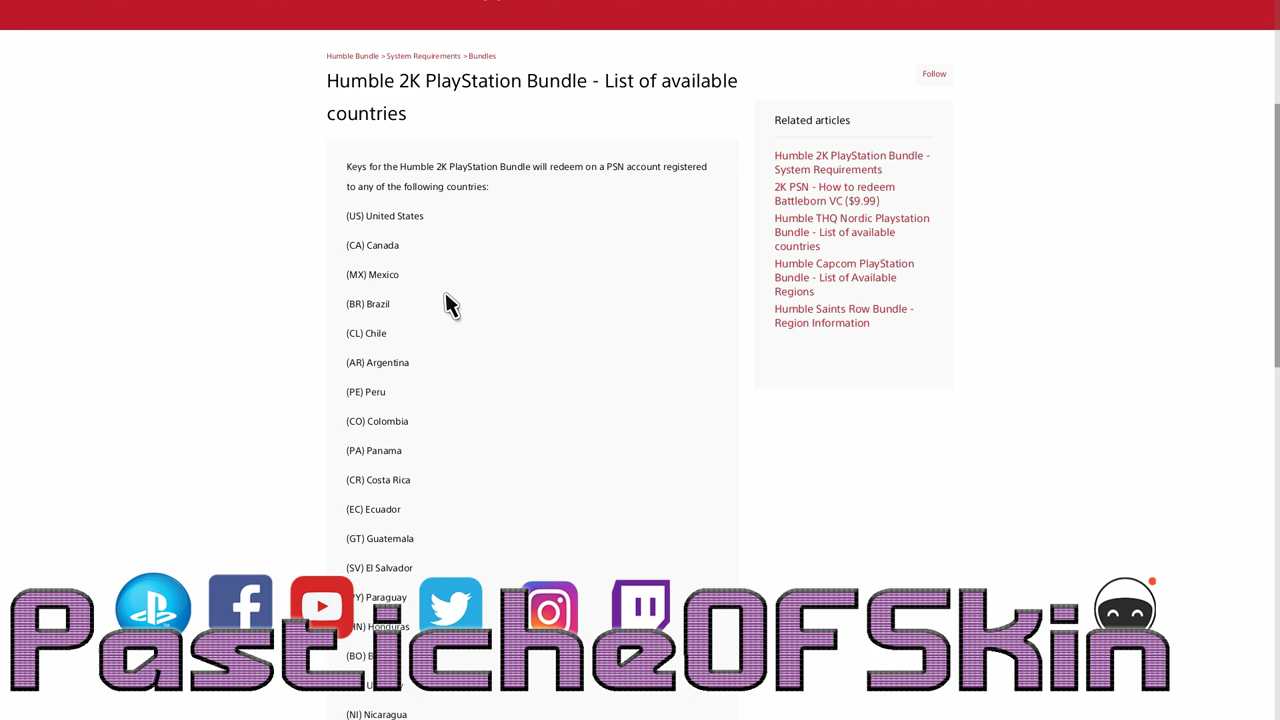 Humble Bundle > System Requirements > Bundles
Humble 2K PlayStation Bundle - List of available
countries
Follow
Keys for the Humble 2K PlayStation Bundle will redeem on a PSN account registered
to any of the following countries:
(US) United States
(CA) Canada
(MX) Mexico
(BR) Brazil
(CL) Chile
(AR) Argentina
(PE) Peru
(CO) Colombia
(PA) Panama
(CR) Costa Rica
(EC) Ecuador
(GT) Guatemala
(SV) El Salvador
Paraguay
Honduras
(BO)
(NI) Nicaragua
Related articles
Humble 2K PlayStation Bundle -
System Requirements
2K PSN - How to redeem
Battleborn VC ($9.99)
Humble THQ Nordic Playstation
Bundle - List of available
countries
Humble Capcom PlayStation
Bundle - List of Available
Regions
Humble Saints Row Bundle -
Region Information
PasticheOFSkin